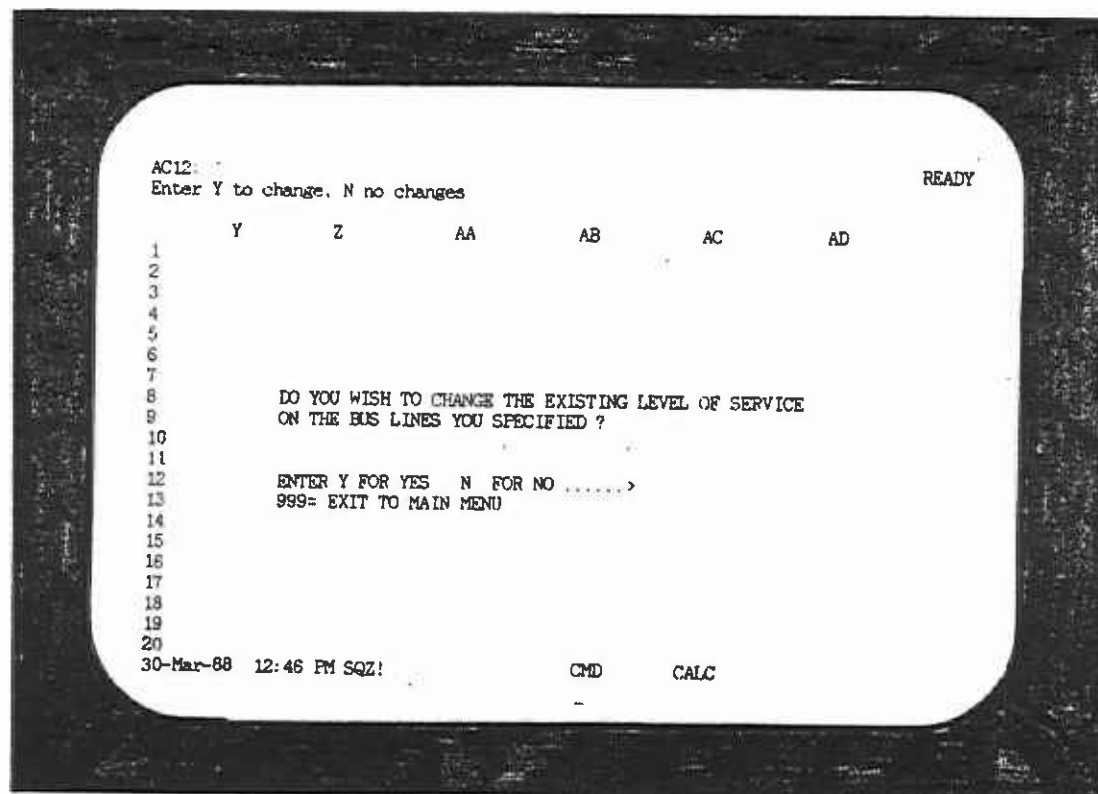 AC12:
READY
Enter Y to change, N no changes
Y Z AA AB AC AD
1
2
3
4
5
6
7
8 DO YOU WISH TO CHANGE THE EXISTING LEVEL OF SERVICE
9 ON THE BUS LINES YOU SPECIFIED ?
10
11
12 ENTER Y FOR YES N FOR NO ......>
13 999= EXIT TO MAIN MENU
14
15
16
17
18
19
20
30-Mar-88 12:46 PM SQZ! CMD CALC